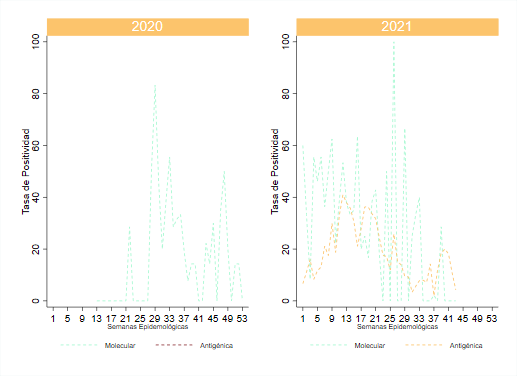 2020
Tasa de Positividad
100
80
60
40
20
0
1 5 9 13 17 21 25 29 33 37 41 45 49 53
Semanas Epidemológicas
Molecular Antigénica
2021
Tasa de Positividad
100
80
60
40
20
0
1 5 9 13 17 21 25 29 33 37 41 45 49 53
Semanas Epidemológicas
Molecular Antigénica